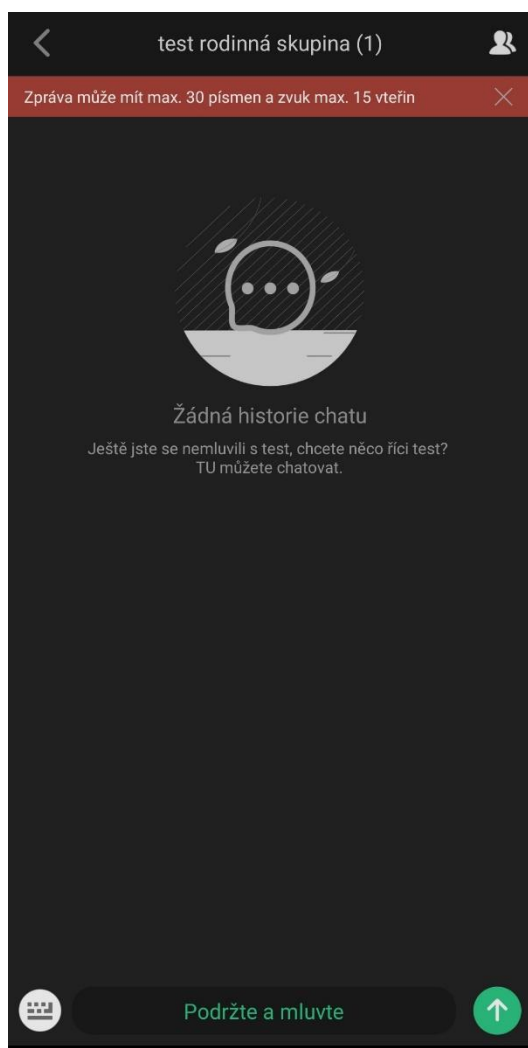 test rodinná skupina (1)
Zpráva může mít max. 30 písmen a zvuk max. 15 vteřin
Žádná historie chatu
Ještě jste se nemluvili s test, chcete něco říci test?
TU můžete chatovat.
Podržte a mluvte